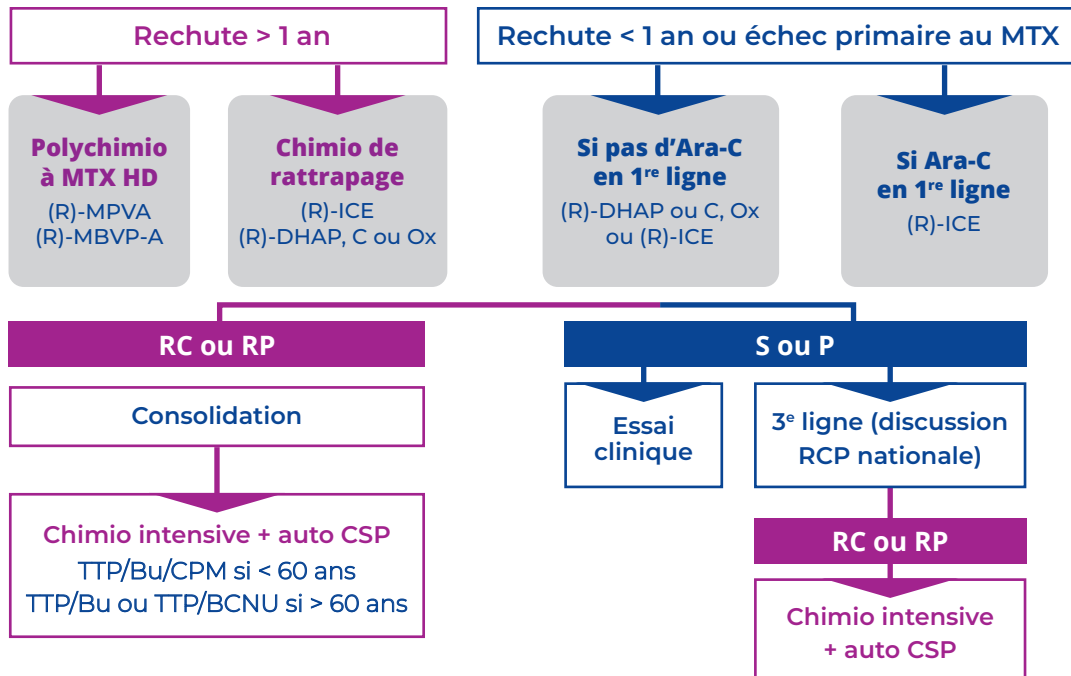 Rechute > 1 an
Rechute < 1 an ou échec primaire au MTX
Polychimio
à MTX HD
(R)-MPVA
(R)-MBVP-A
Chimio de
rattrapage
(R)-ICE
(R)-DHAP, C ou Ox
Si pas d’Ara-C
en 1re ligne
(R)-DHAP ou C, Ox
ou (R)-ICE
Si Ara-C
en 1re ligne
(R)-ICE
RC ou RP
S ou P
Consolidation
Essai
clinique
3e ligne (discussion
RCP nationale)
Chimio intensive + auto CSP
TTP/Bu/CPM si < 60 ans
TTP/Bu ou TTP/BCNU si > 60 ans
RC ou RP
Chimio intensive
+ auto CSP